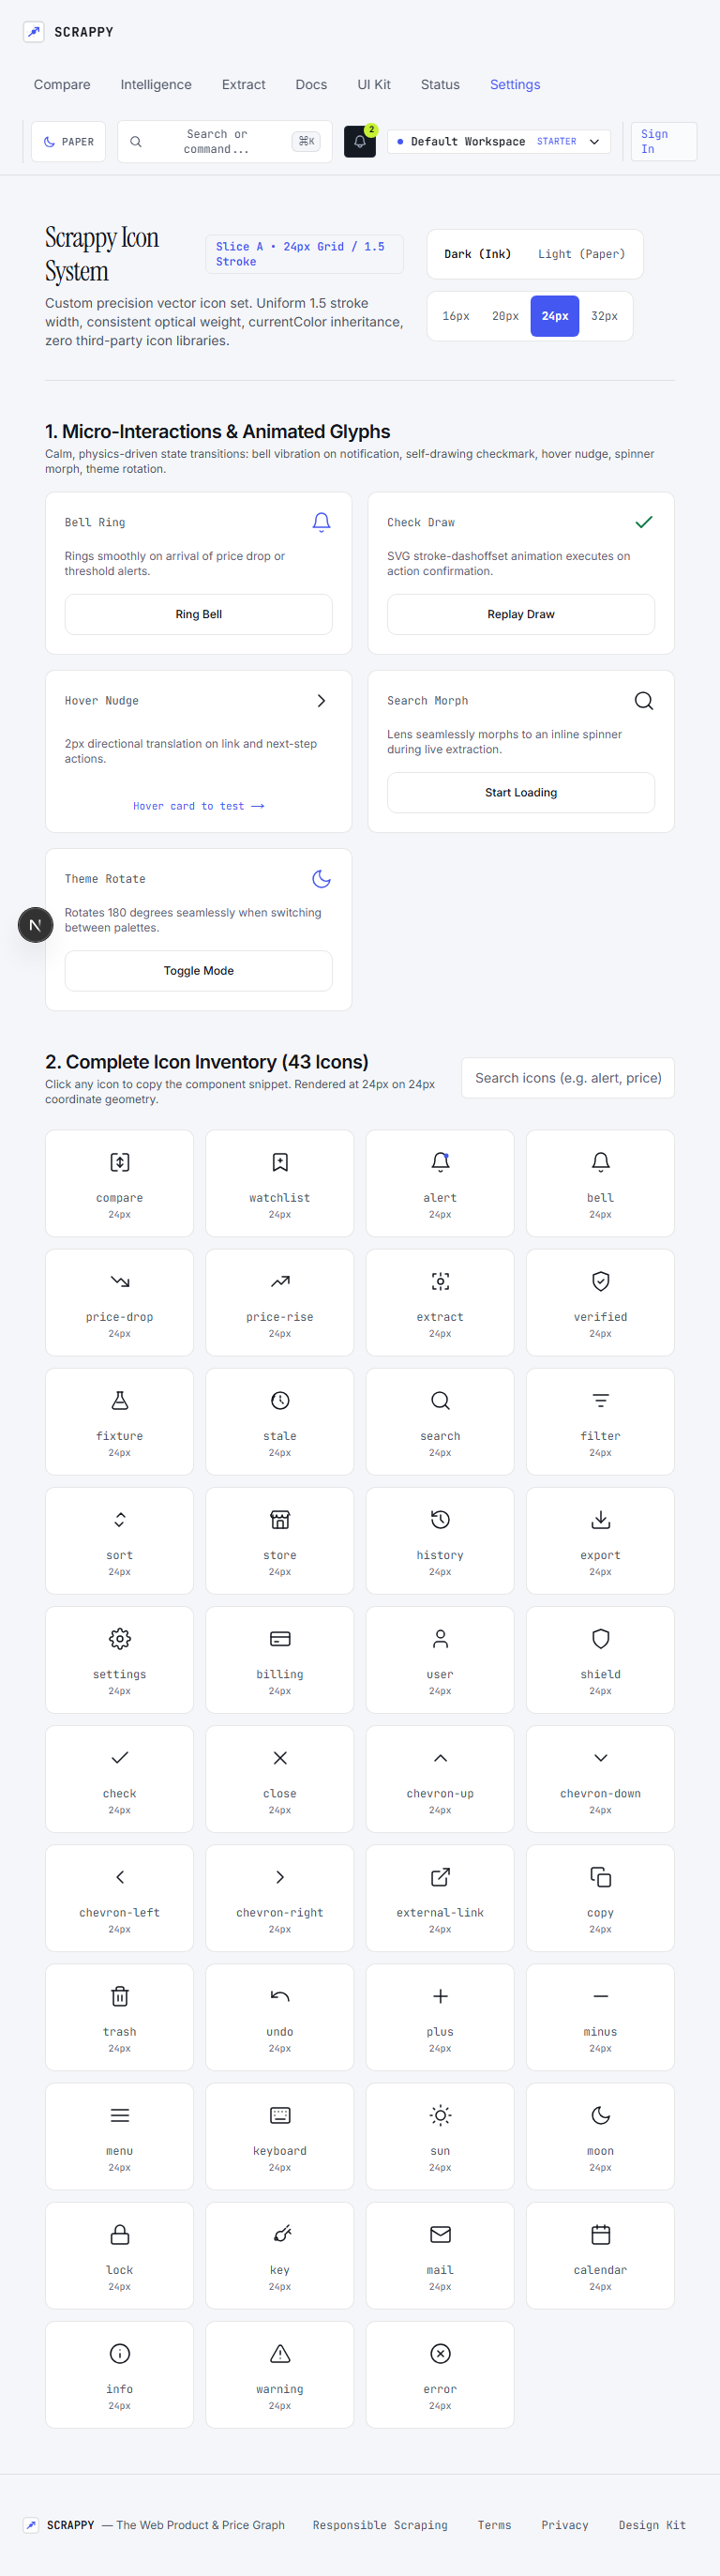 SCRAPPY
Compare Intelligence Extract Docs UI Kit Status Settings
PAPER
Search or
command...
⌘K
2
Default Workspace STARTER
Sign
In
Scrappy Icon
System
Slice A • 24px Grid / 1.5
Stroke
Custom precision vector icon set. Uniform 1.5 stroke
width, consistent optical weight, currentColor inheritance,
zero third-party icon libraries.
Dark (Ink) Light (Paper)
16px 20px 24px 32px
1. Micro-Interactions & Animated Glyphs
Calm, physics-driven state transitions: bell vibration on notification, self-drawing checkmark, hover nudge, spinner
morph, theme rotation.
Bell Ring
Rings smoothly on arrival of price drop or
threshold alerts.
Ring Bell
Check Draw
SVG stroke-dashoffset animation executes on
action confirmation.
Replay Draw
Hover Nudge
2px directional translation on link and next-step
actions.
Hover card to test ⟶
Search Morph
Lens seamlessly morphs to an inline spinner
during live extraction.
Start Loading
Theme Rotate
Rotates 180 degrees seamlessly when switching
between palettes.
Toggle Mode
N
2. Complete Icon Inventory (43 Icons)
Click any icon to copy the component snippet. Rendered at 24px on 24px
coordinate geometry.
Search icons (e.g. alert, price)
compare watchlist alert bell
24px 24px 24px 24px
price-drop price-rise extract verified
24px 24px 24px 24px
fixture stale search filter
24px 24px 24px 24px
sort store history export
24px 24px 24px 24px
settings billing user shield
24px 24px 24px 24px
check close chevron-up chevron-down
24px 24px 24px 24px
chevron-left chevron-right external-link copy
24px 24px 24px 24px
trash undo plus minus
24px 24px 24px 24px
menu keyboard sun moon
24px 24px 24px 24px
lock key mail calendar
24px 24px 24px 24px
info warning error
24px 24px 24px
SCRAPPY — The Web Product & Price Graph Responsible Scraping Terms Privacy Design Kit